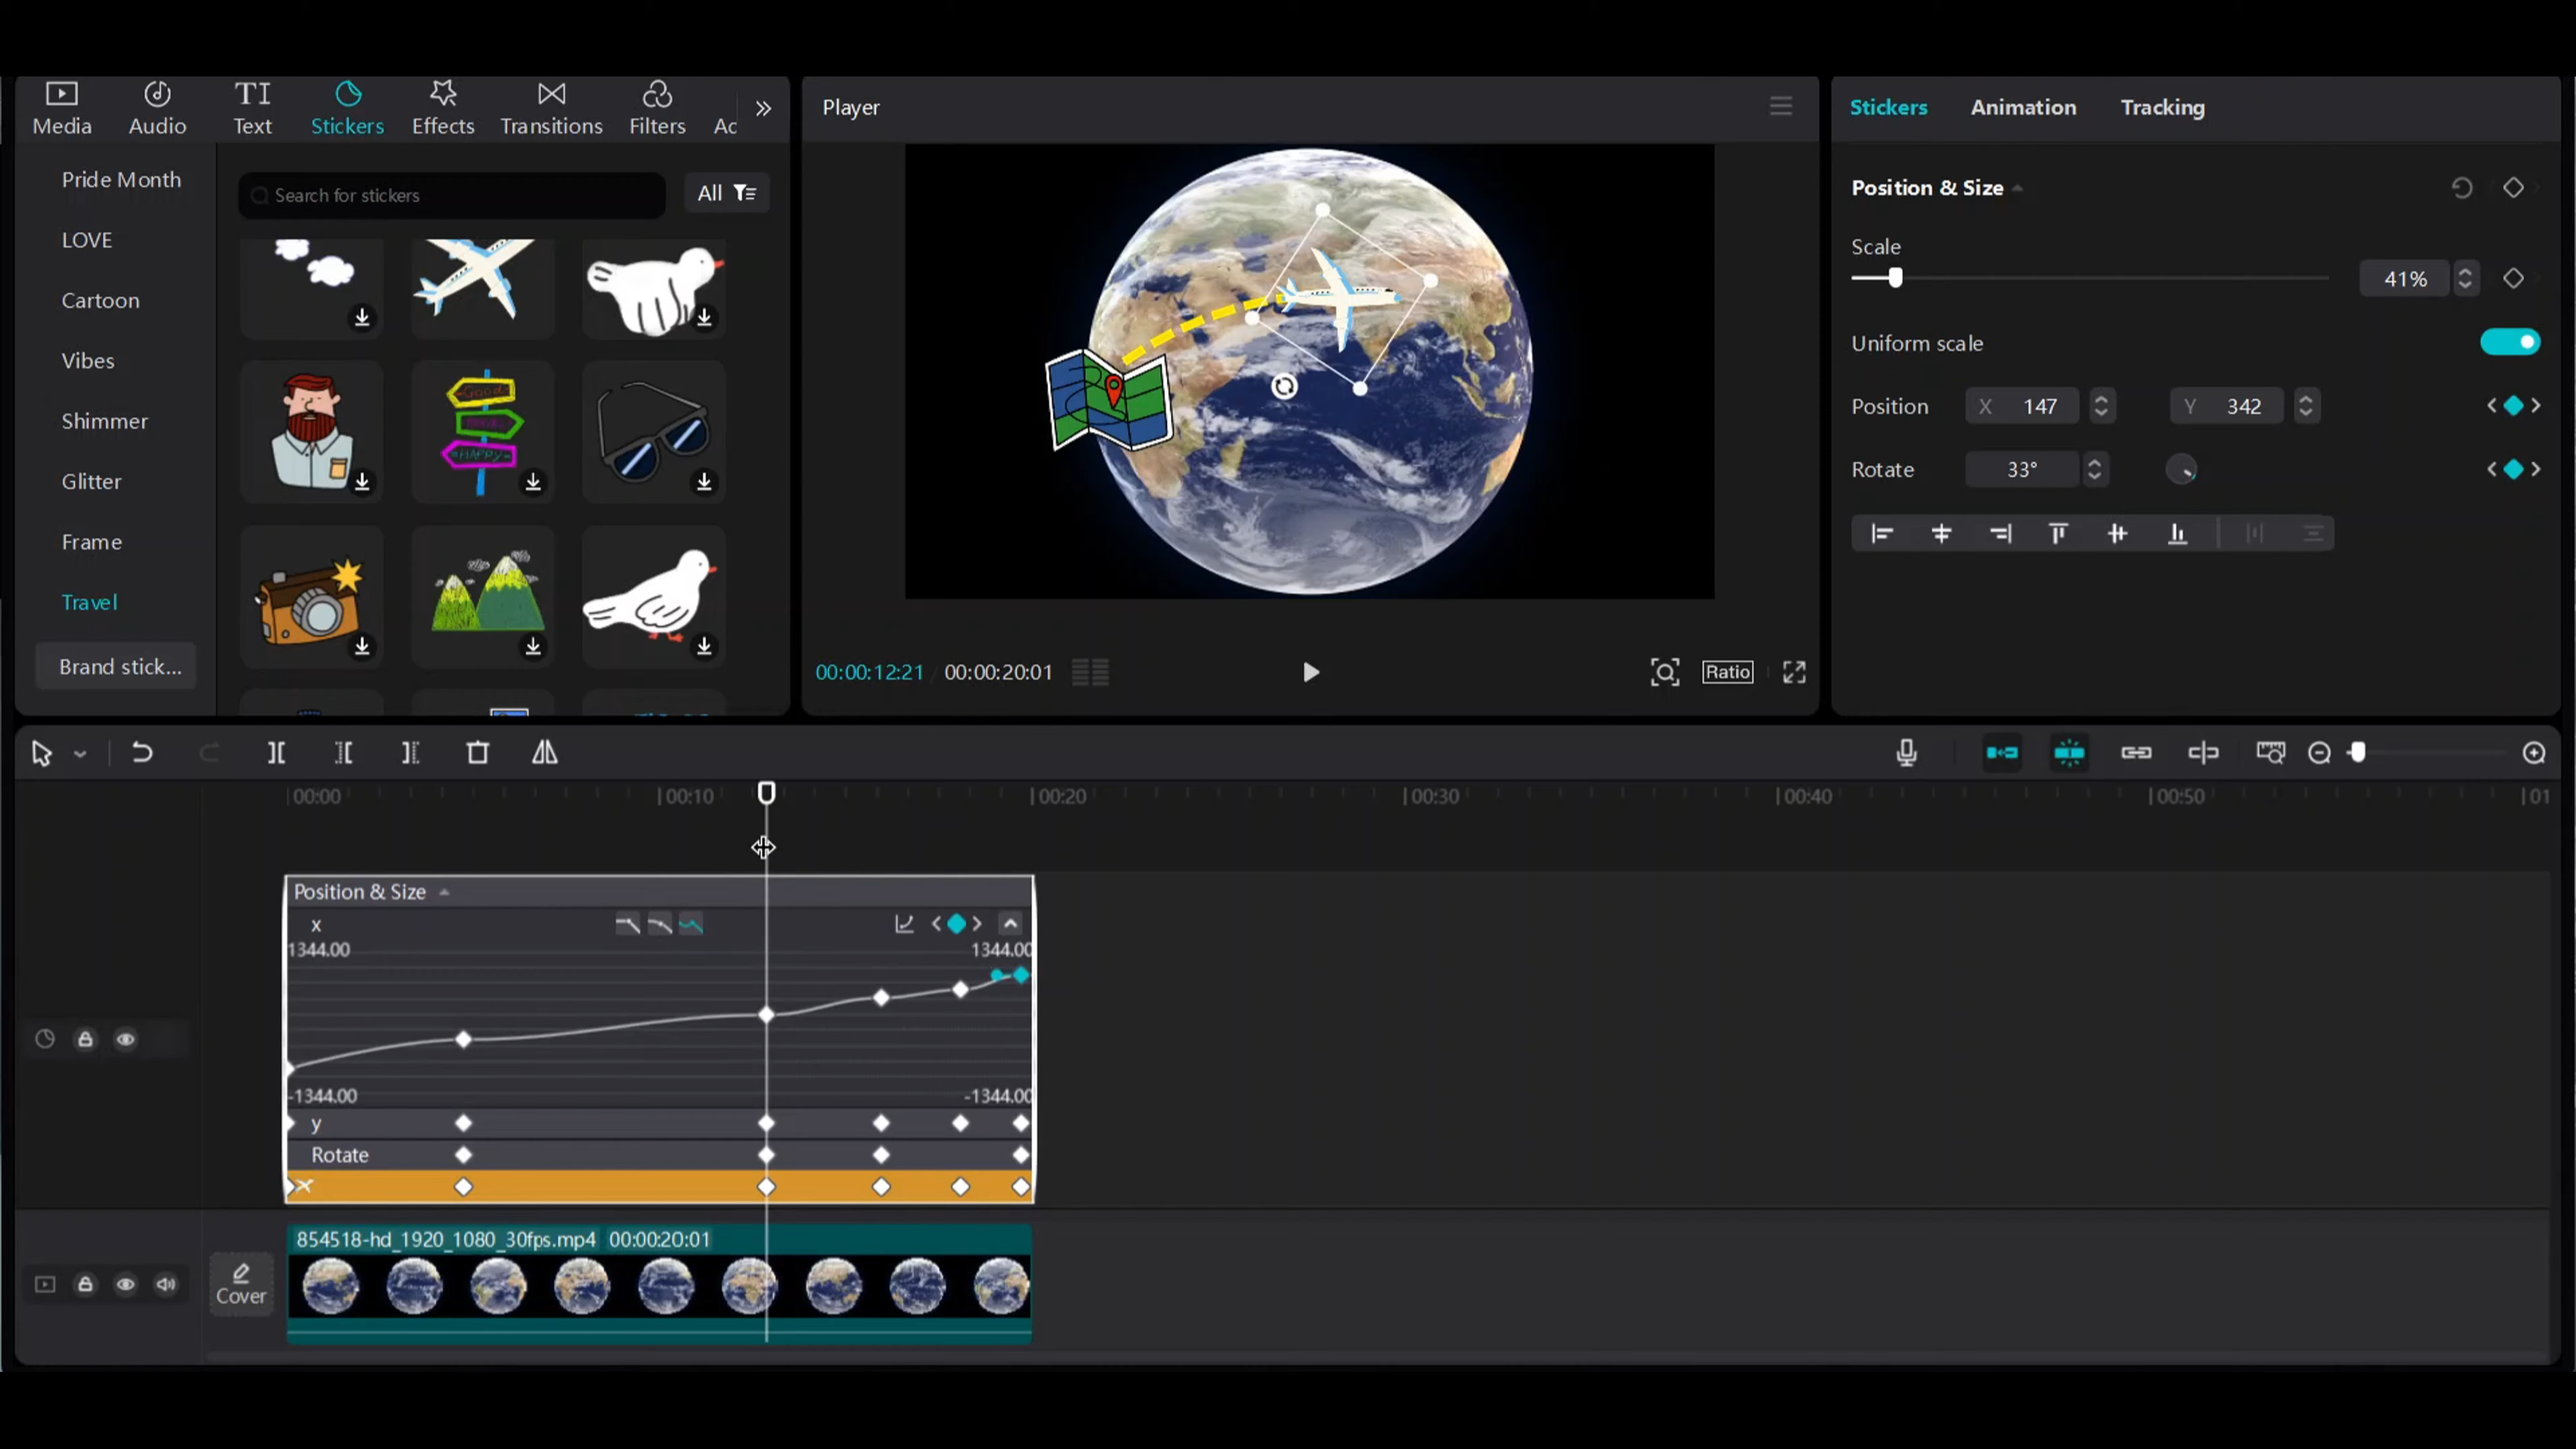 Media
Audio
TI
Text
Stickers
Effects
Transitions
Filters
Ac
Pride Month
LOVE
Cartoon
Vibes
Shimmer
Glitter
Frame
Travel
Brand stick...
Search for stickers
All
Player
00:00:12:21 / 00:00:20:01
Ratio
Stickers
Animation
Tracking
Position & Size
Scale
41%
Uniform scale
Position X 147 Y 342
Rotate 33°
00:00
00:10
00:20
00:30
00:40
00:50
01
Position & Size
x
1344.00 1344.00
-1344.00 -1344.00
y
Rotate
854518-hd_1920_1080_30fps.mp4 00:00:20:01
Cover